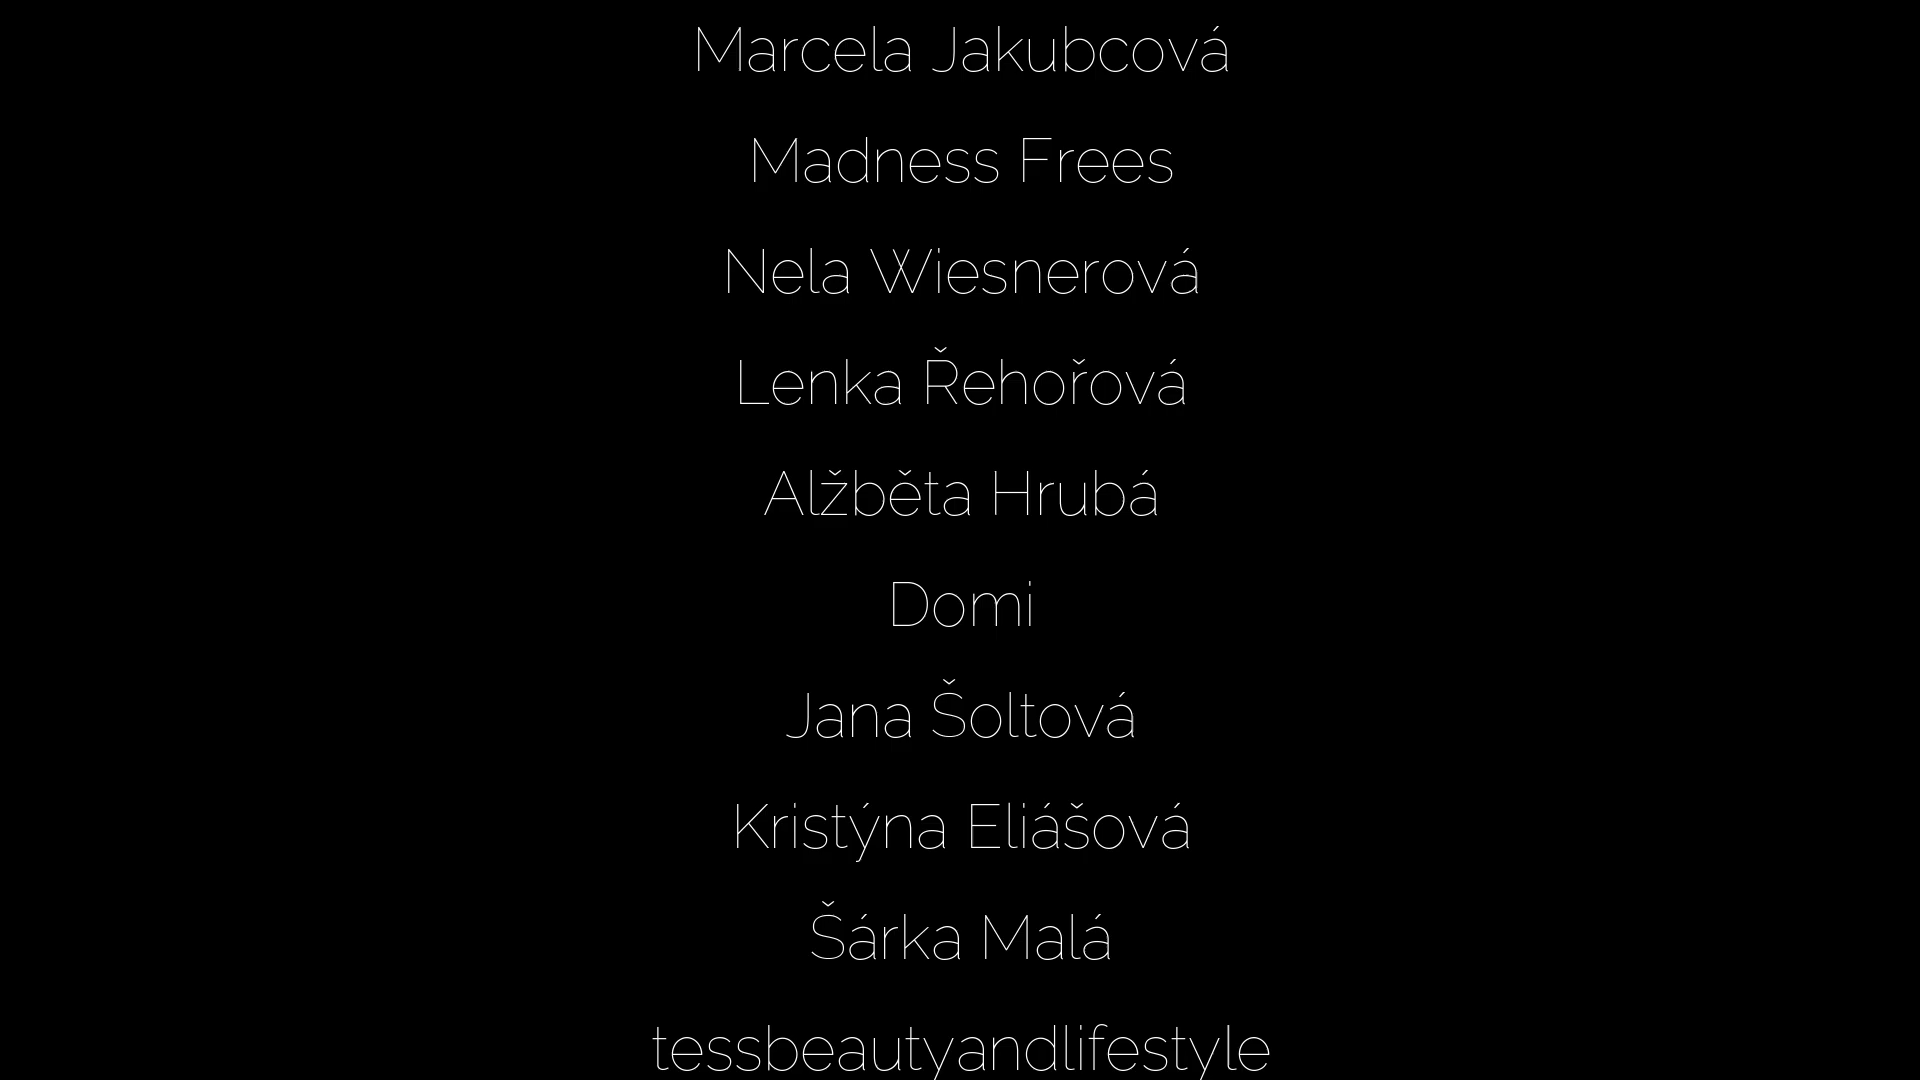 Marcela Jakubcová
Madness Frees
Nela Wiesnerová
Lenka Řehořová
Alžběta Hrubá
Domi
Jana Šoltová
Kristýna Eliášová
Šárka Malá
tessbeautyandlifestyle